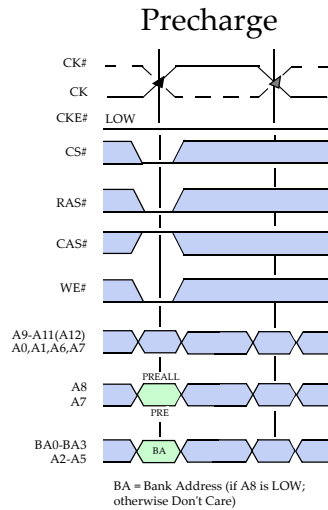 Precharge
CK#
CK
CKE# LOW
CS#
RAS#
CAS#
WE#
A9-A11(A12)
A0,A1,A6,A7
PREALL
A8
A7
PRE
BA0-BA3
A2-A5
BA
BA = Bank Address (if A8 is LOW;
otherwise Don't Care)